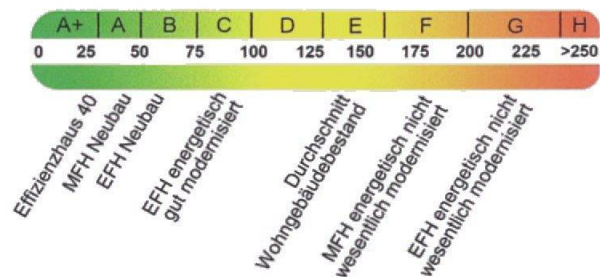 A+ A B C D E F G H
0 25 50 75 100 125 150 175 200 225 >250
Effizienzhaus 40
MFH Neubau
EFH Neubau
EFH energetisch
gut modernisiert
Durchschnitt
Wohngebäudebestand
MFH energetisch nicht
wesentlich modernisiert
EFH energetisch nicht
wesentlich modernisiert